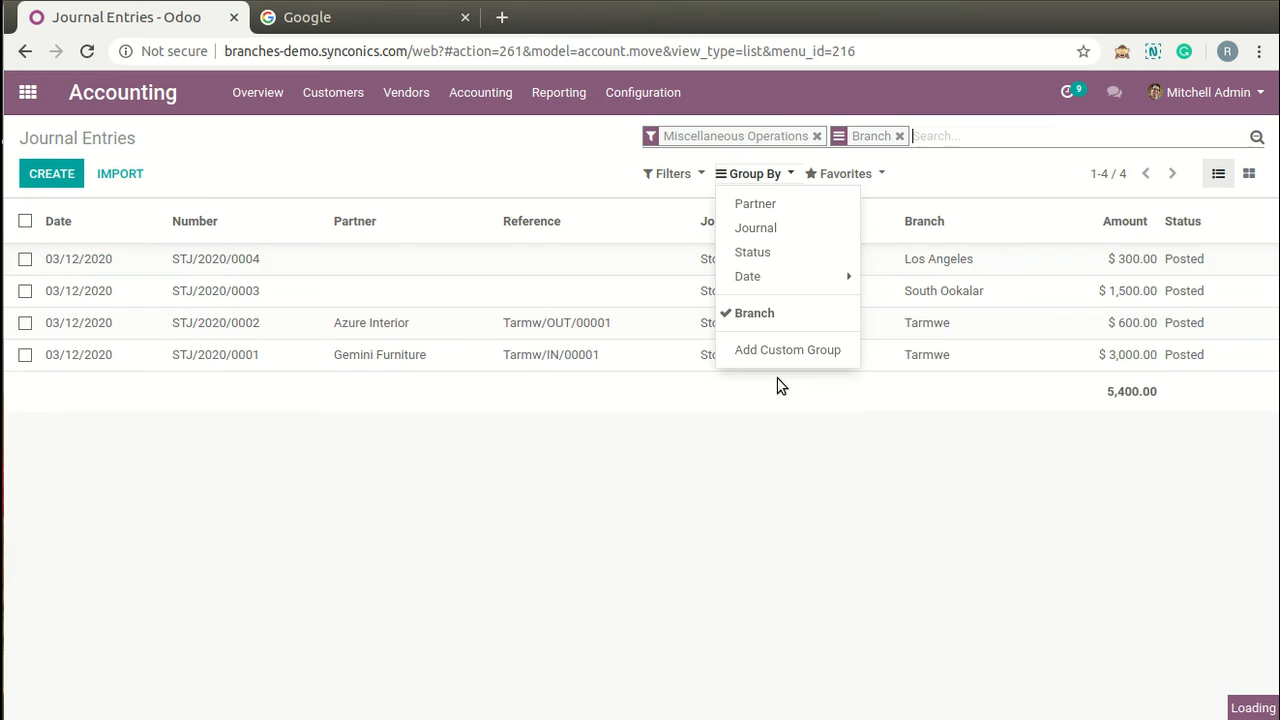 Journal Entries - Odoo
Google
Not secure
branches-demo.synconics.com/web?#action=261&model=account.move&view_type=list&menu_id=216
R
Accounting
Overview Customers Vendors Accounting Reporting Configuration
9
Mitchell Admin
Journal Entries
Miscellaneous Operations
Branch
Search...
CREATE
IMPORT
Filters
Group By
Favorites
1-4 / 4
Date Number Partner Reference Jo Branch Amount Status
03/12/2020 STJ/2020/0004 Sto Los Angeles $ 300.00 Posted
03/12/2020 STJ/2020/0003 Sto South Ookalar $ 1,500.00 Posted
03/12/2020 STJ/2020/0002 Azure Interior Tarmw/OUT/00001 Sto Tarmwe $ 600.00 Posted
03/12/2020 STJ/2020/0001 Gemini Furniture Tarmw/IN/00001 Sto Tarmwe $ 3,000.00 Posted
5,400.00
Partner
Journal
Status
Date
Branch
Add Custom Group
Loading